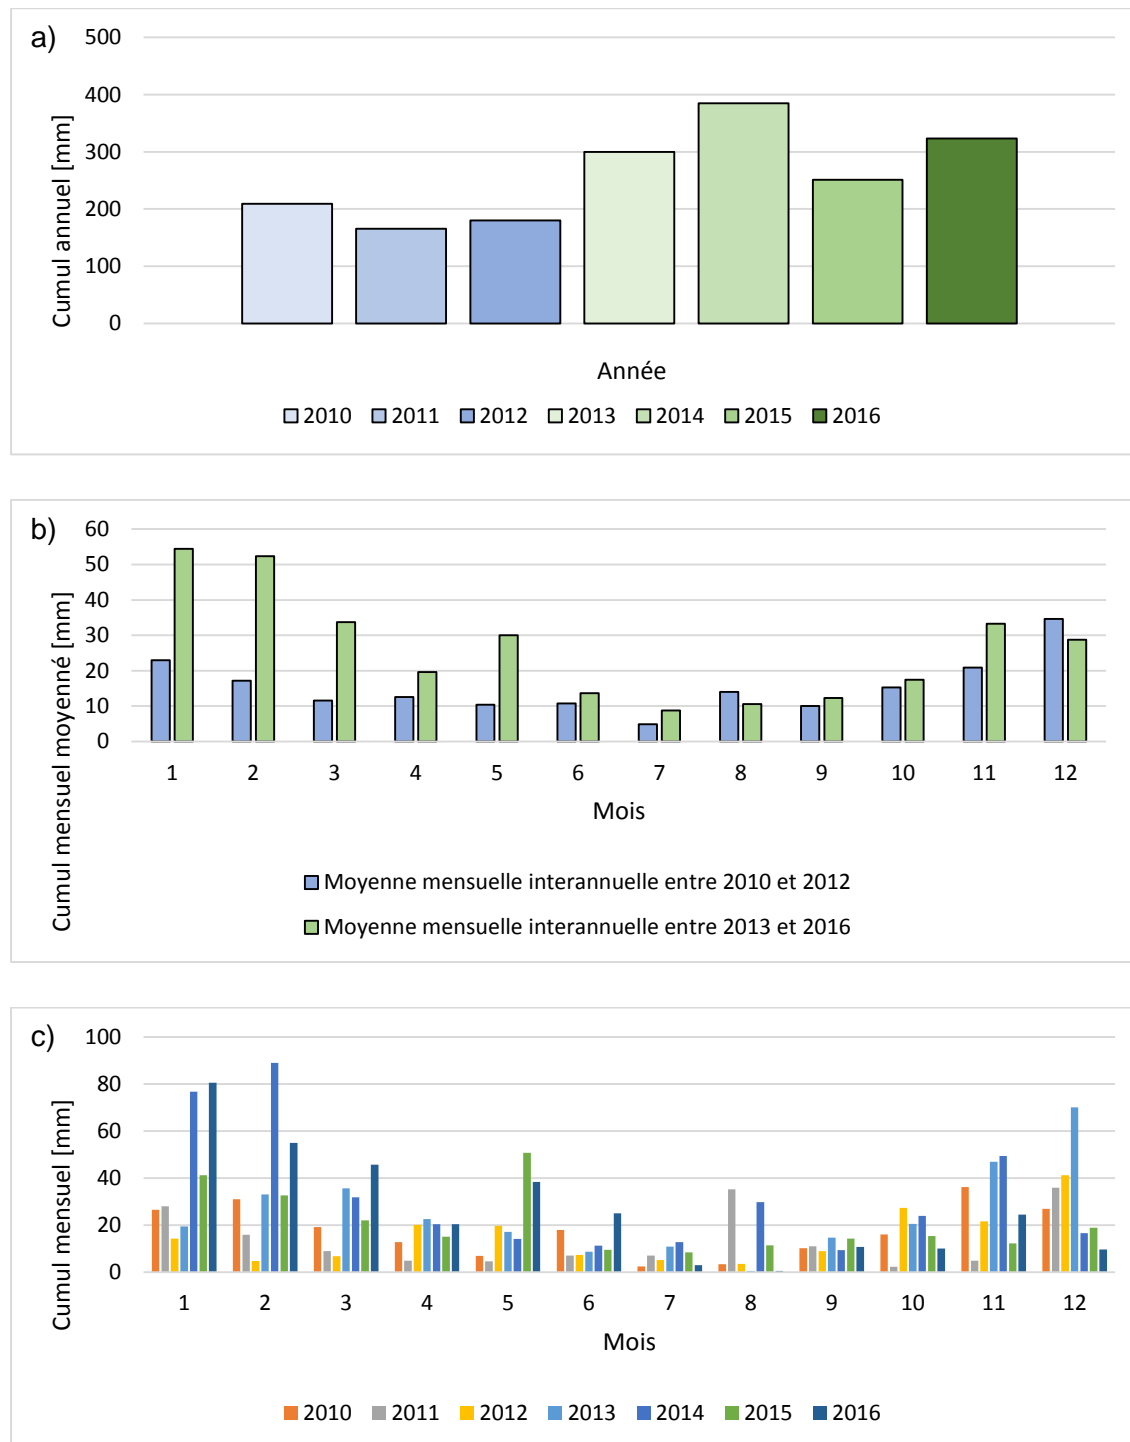 a)
Cumul annuel [mm]
500
400
300
200
100
0
Année
2010 2011 2012 2013 2014 2015 2016
b)
Cumul mensuel moyenné [mm]
60
50
40
30
20
10
0
1 2 3 4 5 6 7 8 9 10 11 12
Mois
Moyenne mensuelle interannuelle entre 2010 et 2012
Moyenne mensuelle interannuelle entre 2013 et 2016
c)
Cumul mensuel [mm]
100
80
60
40
20
0
1 2 3 4 5 6 7 8 9 10 11 12
Mois
2010 2011 2012 2013 2014 2015 2016